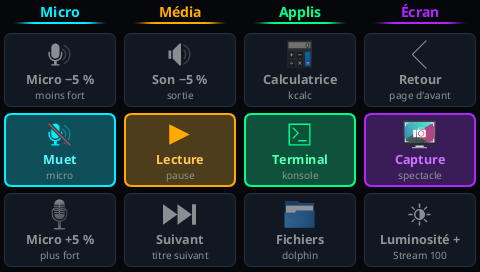 Micro Média Applis Écran
Micro −5 % Son −5 % Calculatrice Retour
moins fort sortie kcalc page d'avant
Muet Lecture Terminal Capture
micro pause konsole spectacle
Micro +5 % Suivant Fichiers Luminosité +
plus fort titre suivant dolphin Stream 100